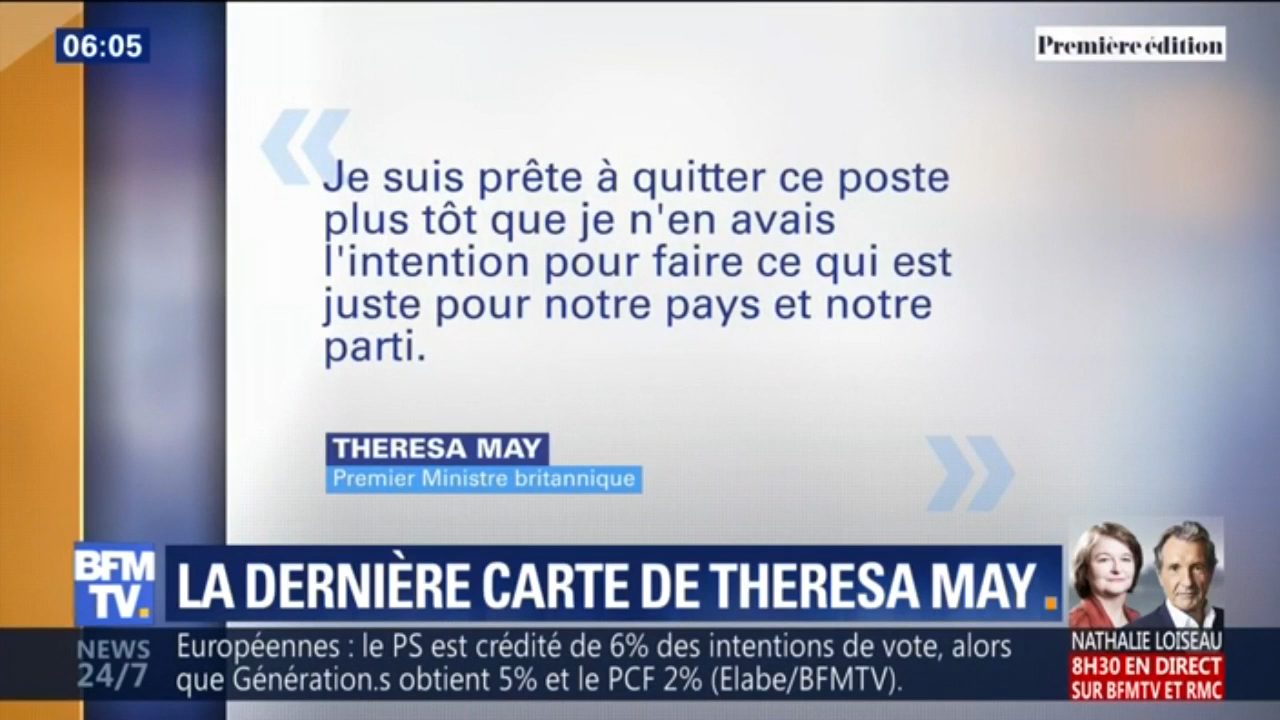 06:05
Première édition
Je suis prête à quitter ce poste
plus tôt que je n'en avais
l'intention pour faire ce qui est
juste pour notre pays et notre
parti.
THERESA MAY
Premier Ministre britannique
BFM
TV.
LA DERNIÈRE CARTE DE THERESA MAY
NEWS
24/7
Européennes : le PS est crédité de 6% des intentions de vote, alors
que Génération.s obtient 5% et le PCF 2% (Elabe/BFMTV).
NATHALIE LOISEAU
8H30 EN DIRECT
SUR BFMTV ET RMC